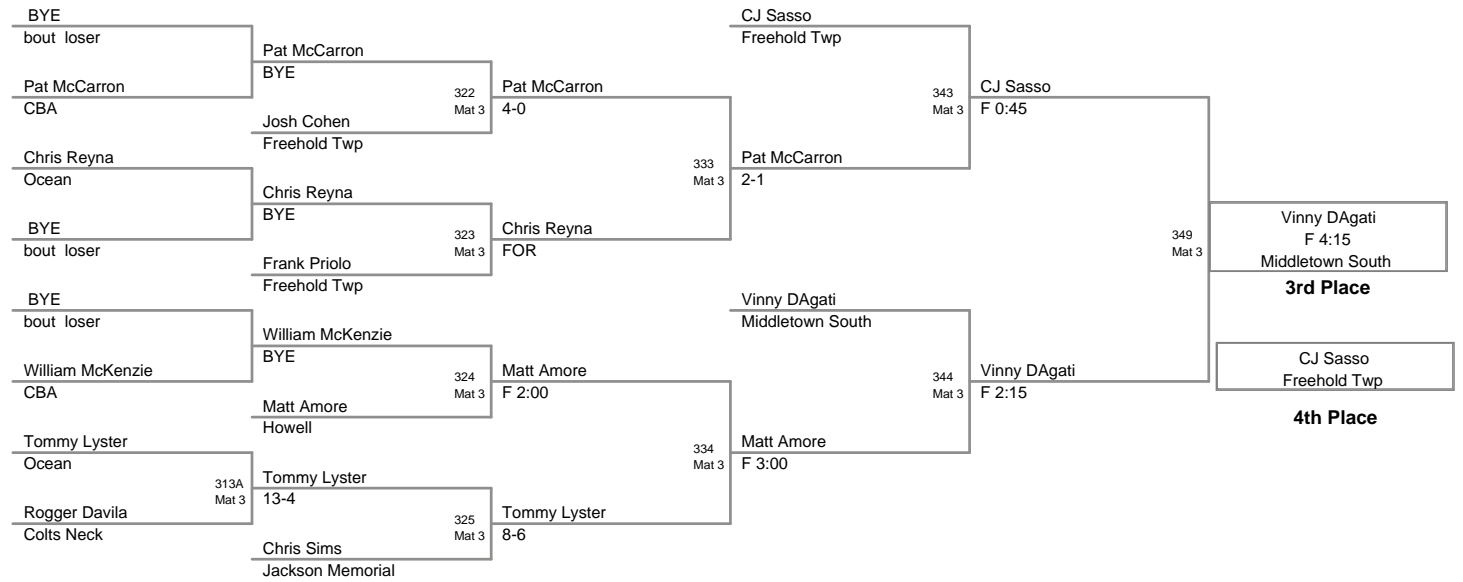 BYE
bout loser
Pat McCarron
CBA
Chris Reyna
Ocean
BYE
bout loser
BYE
bout loser
William McKenzie
CBA
Tommy Lyster
Ocean
Rogger Davila
Colts Neck
313A
Mat 3
Pat McCarron
BYE
Josh Cohen
Freehold Twp
Chris Reyna
BYE
Frank Priolo
Freehold Twp
William McKenzie
BYE
Matt Amore
Howell
Tommy Lyster
13-4
Chris Sims
Jackson Memorial
322
Mat 3
323
Mat 3
324
Mat 3
325
Mat 3
Pat McCarron
4-0
Chris Reyna
FOR
Matt Amore
F 2:00
Tommy Lyster
8-6
333
Mat 3
334
Mat 3
CJ Sasso
Freehold Twp
Pat McCarron
2-1
Vinny DAgati
Middletown South
Matt Amore
F 3:00
343
Mat 3
344
Mat 3
CJ Sasso
F 0:45
Vinny DAgati
F 2:15
349
Mat 3
Vinny DAgati
F 4:15
Middletown South
3rd Place
CJ Sasso
Freehold Twp
4th Place